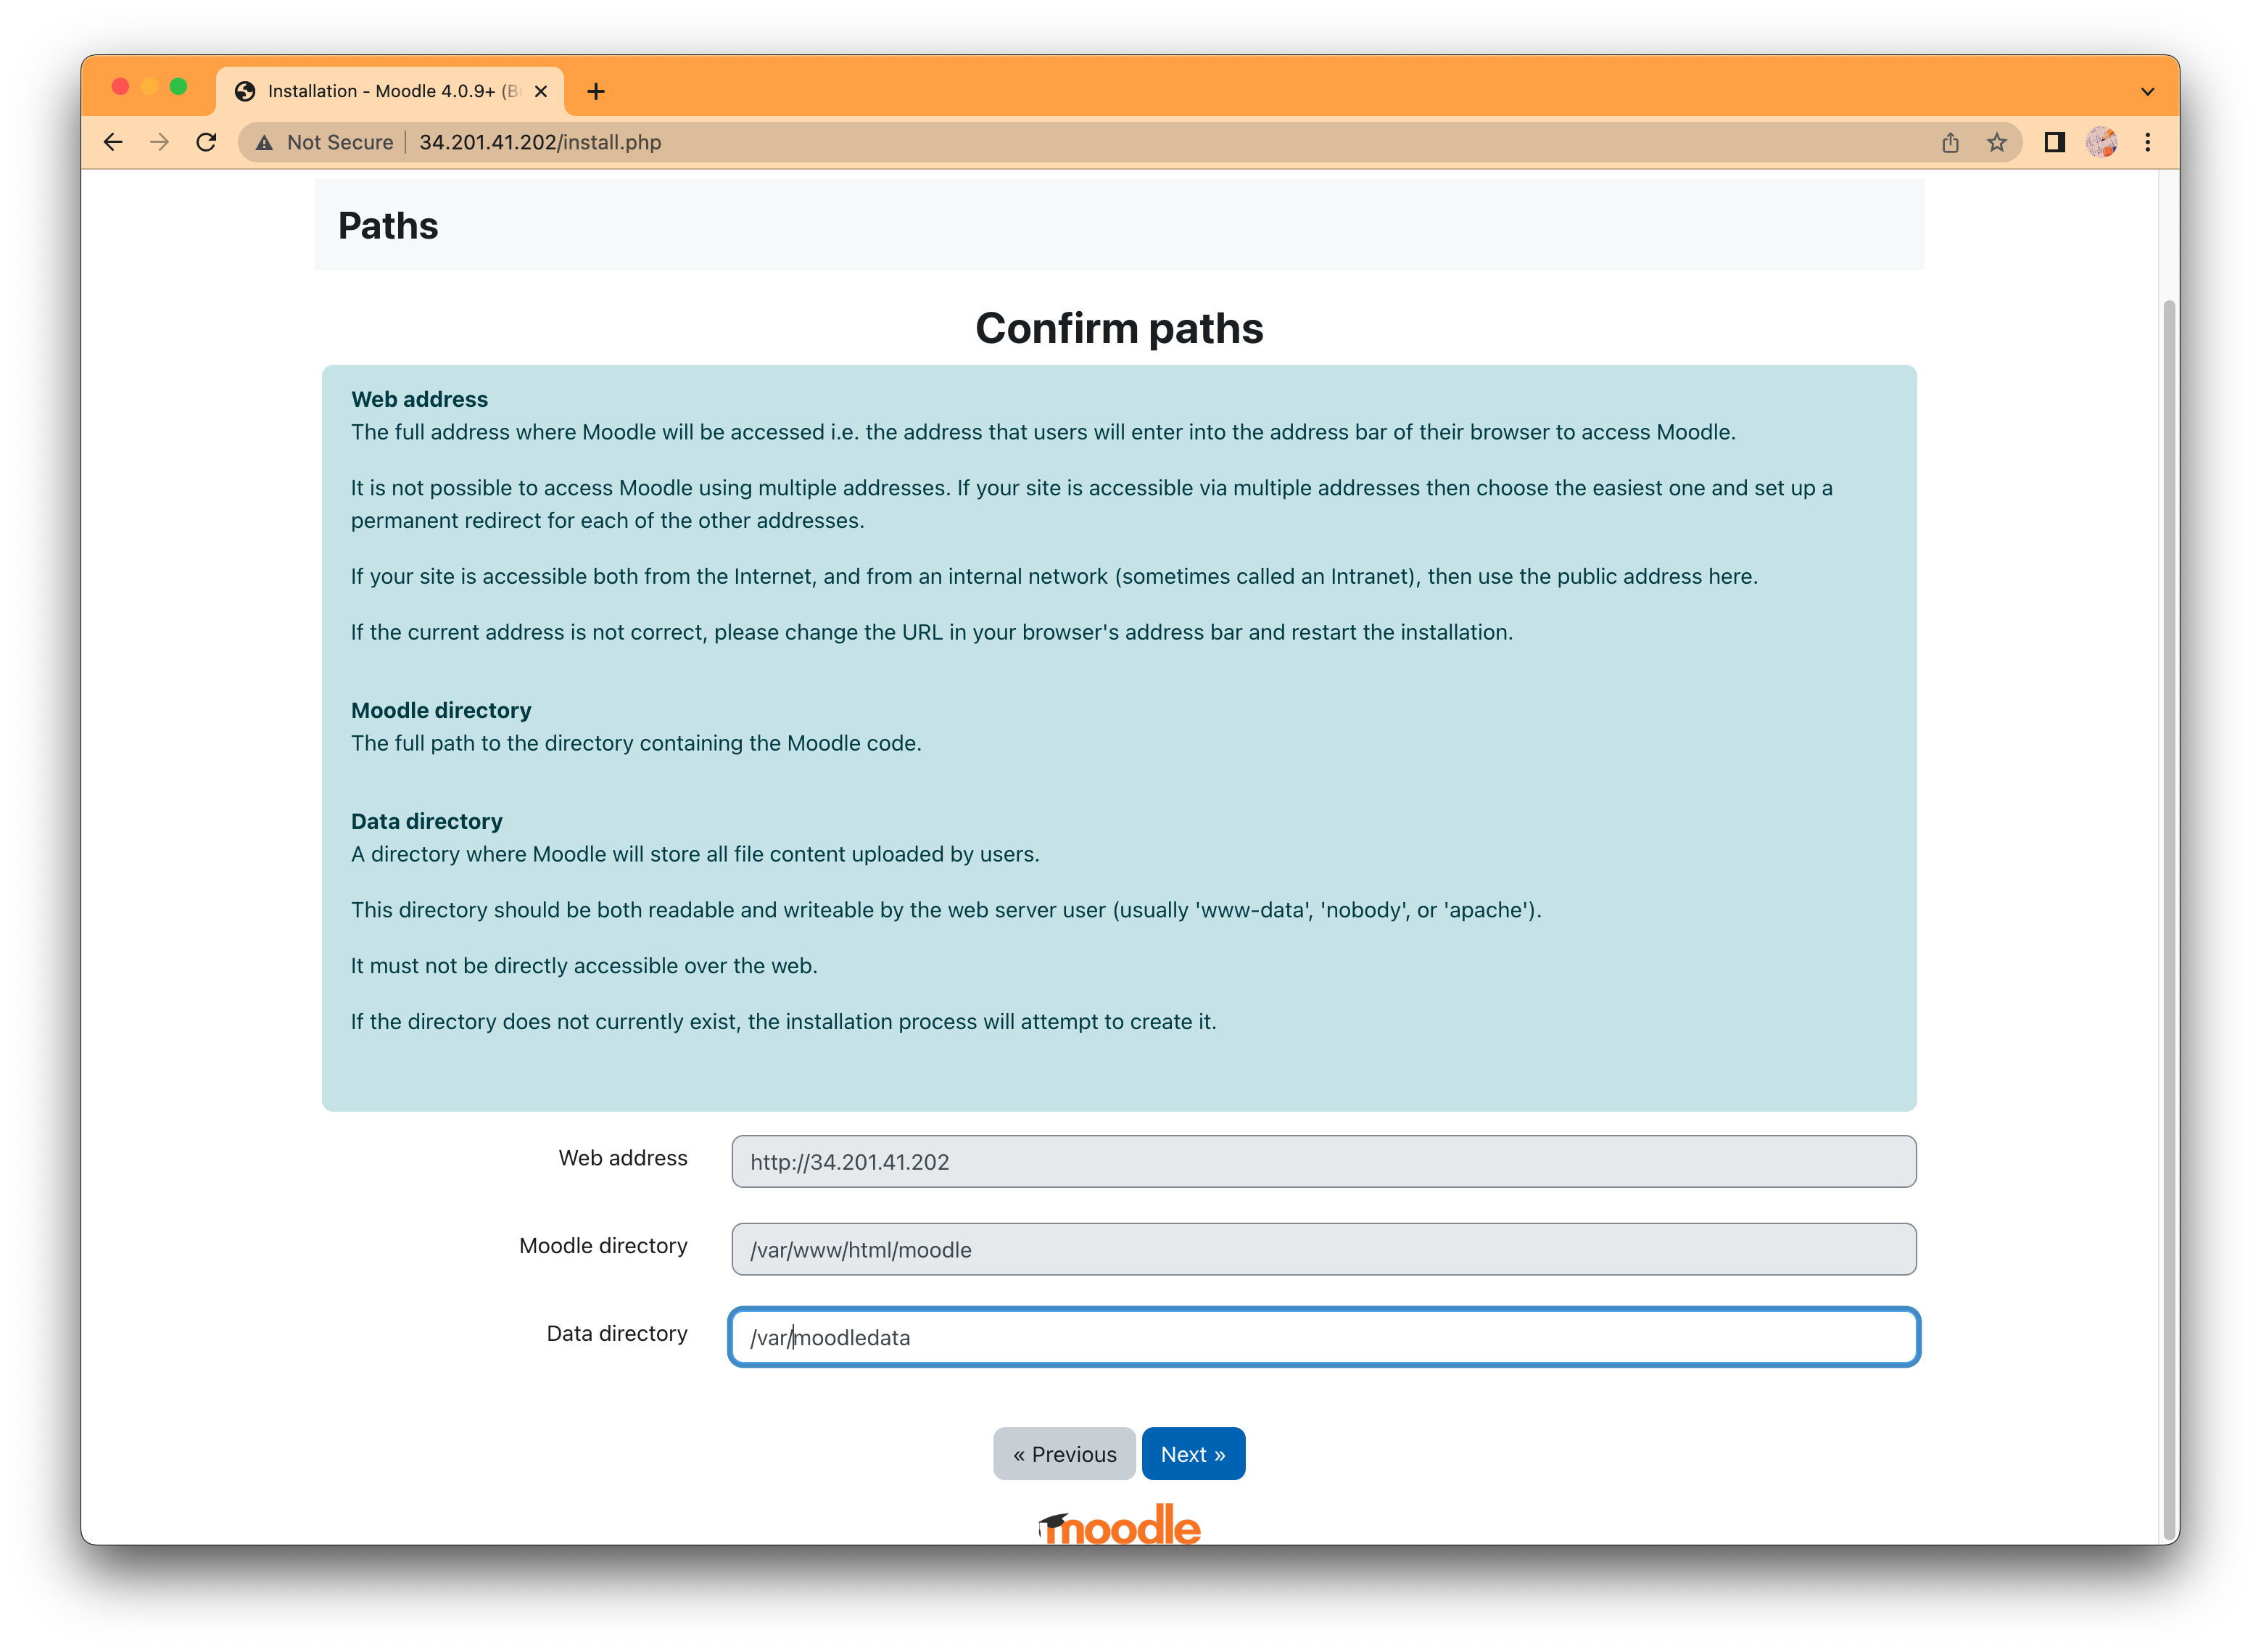 Installation - Moodle 4.0.9+ (B
Not Secure
34.201.41.202/install.php
Paths
Confirm paths
Web address
The full address where Moodle will be accessed i.e. the address that users will enter into the address bar of their browser to access Moodle.
It is not possible to access Moodle using multiple addresses. If your site is accessible via multiple addresses then choose the easiest one and set up a
permanent redirect for each of the other addresses.
If your site is accessible both from the Internet, and from an internal network (sometimes called an Intranet), then use the public address here.
If the current address is not correct, please change the URL in your browser's address bar and restart the installation.
Moodle directory
The full path to the directory containing the Moodle code.
Data directory
A directory where Moodle will store all file content uploaded by users.
This directory should be both readable and writeable by the web server user (usually 'www-data', 'nobody', or 'apache').
It must not be directly accessible over the web.
If the directory does not currently exist, the installation process will attempt to create it.
Web address
http://34.201.41.202
Moodle directory
/var/www/html/moodle
Data directory
/var/moodledata
« Previous
Next »
moodle